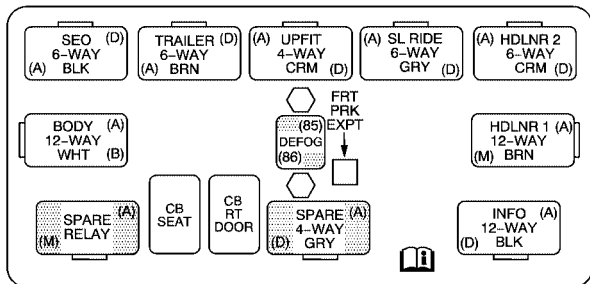 SEO (D)
6-WAY
(A) BLK
TRAILER (D)
6-WAY
(A) BRN
(A) UPFIT
4-WAY
CRM (D)
(A) SL RIDE
6-WAY
GRY (D)
(A) HDLNR 2
6-WAY
CRM (D)
BODY (A)
12-WAY
WHT (B)
(85)
DEFOG
(86)
FRT
PRK
EXPT
HDLNR 1 (A)
12-WAY
(M) BRN
SPARE (A)
(M) RELAY
CB
SEAT
CB
RT
DOOR
SPARE (A)
4-WAY
(D) GRY
INFO (A)
12-WAY
(D) BLK